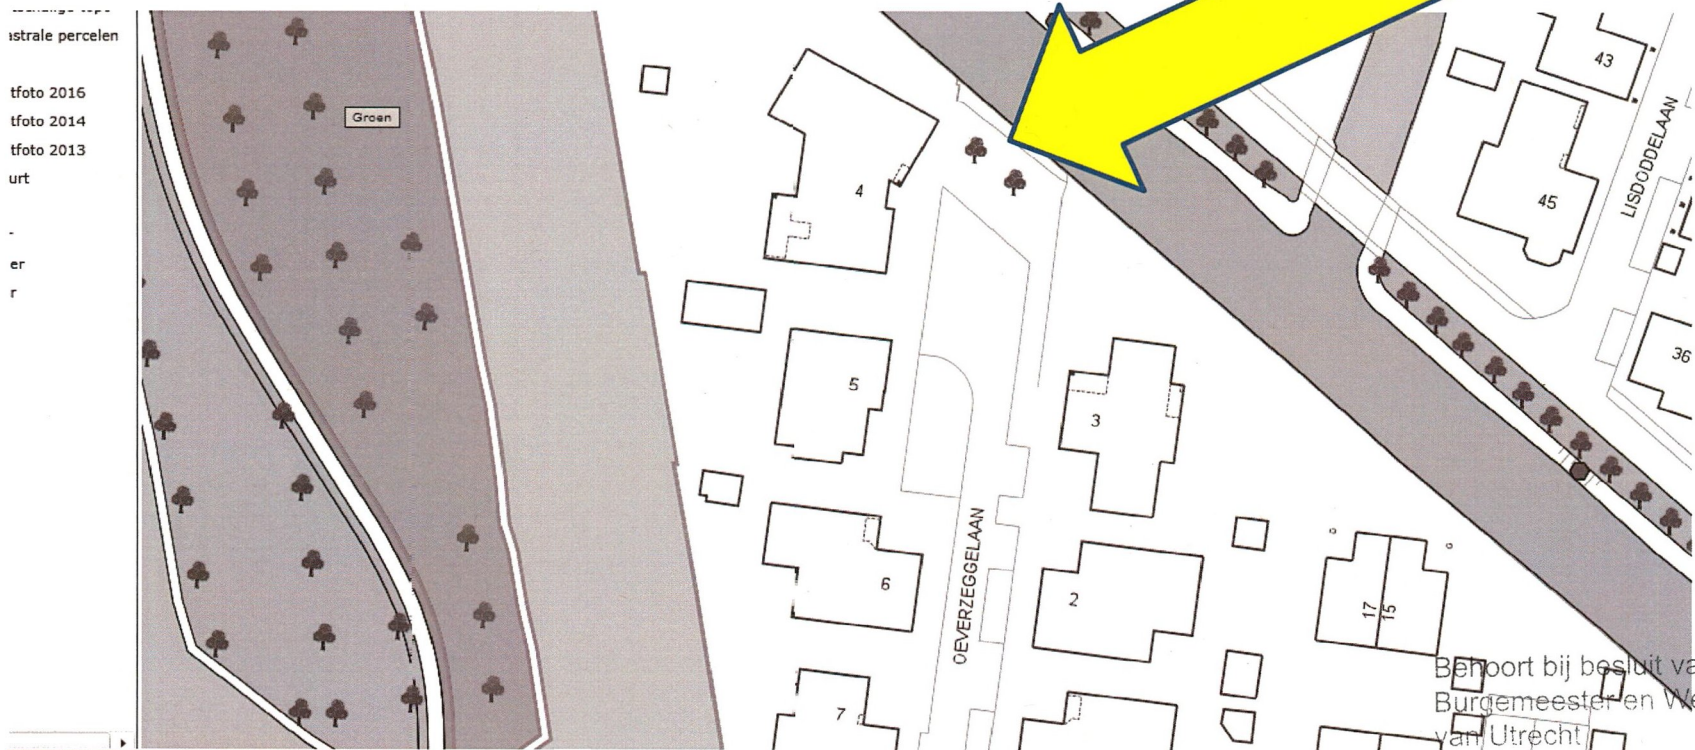 astrale percelen
tfoto 2016
tfoto 2014
tfoto 2013
urt
-
er
r
Groen
4
5
6
7
3
2
17
15
43
45
36
OEVERZEGGELAAN
LISDODDELAAN
Behoort bij besluit va
Burgemeester en We
van Utrecht